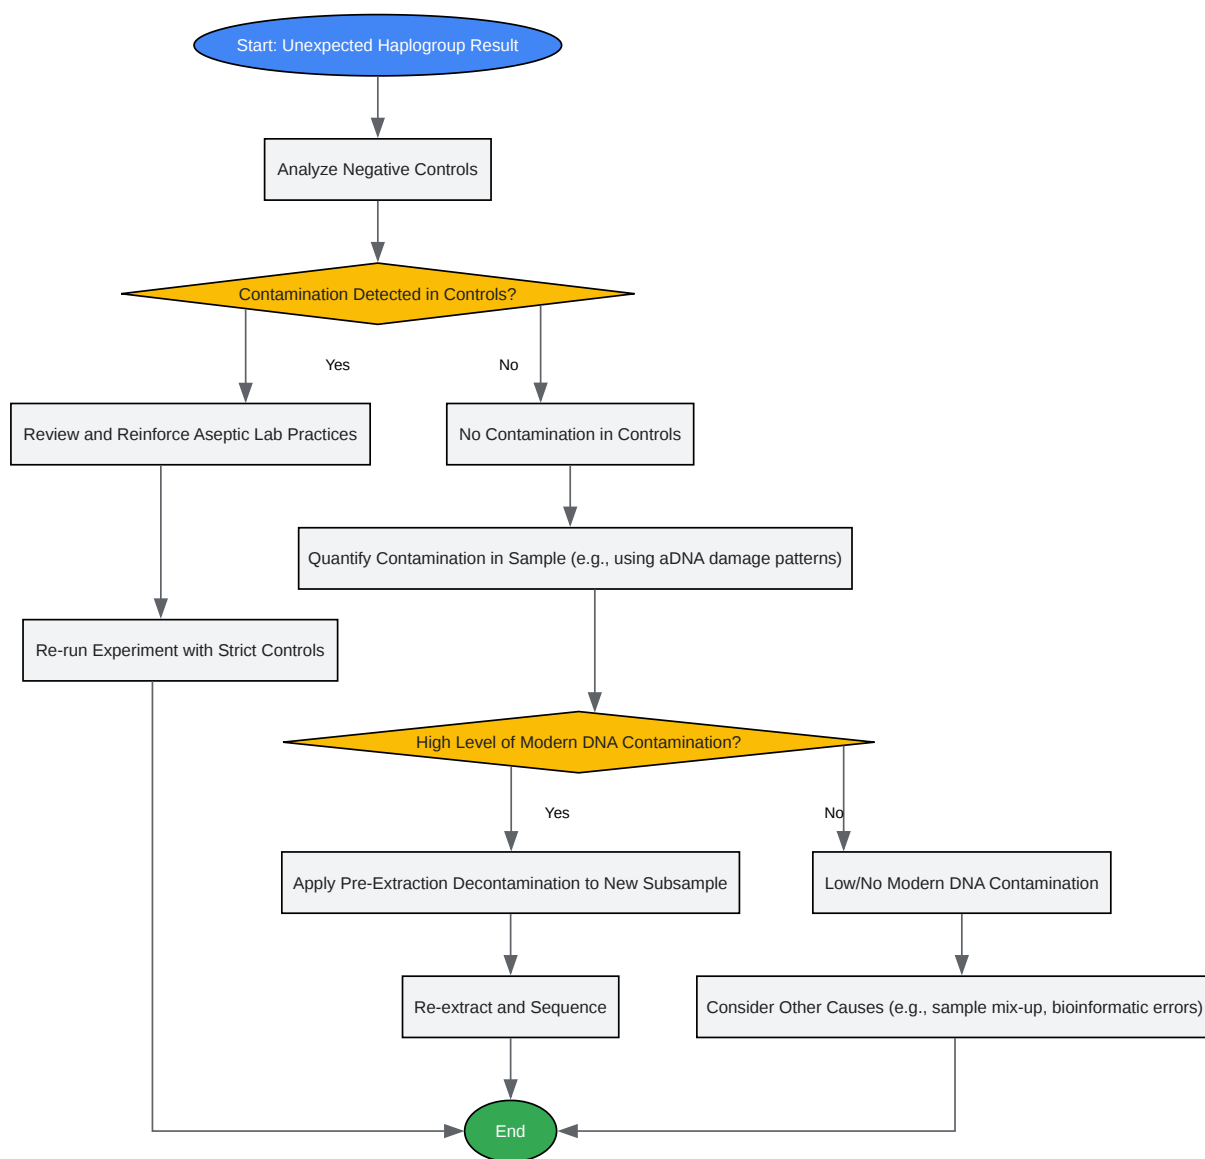 Start: Unexpected Haplogroup Result
Analyze Negative Controls
Contamination Detected in Controls?
Yes
No
Review and Reinforce Aseptic Lab Practices
No Contamination in Controls
Quantify Contamination in Sample (e.g., using aDNA damage patterns)
Re-run Experiment with Strict Controls
High Level of Modern DNA Contamination?
Yes
No
Apply Pre-Extraction Decontamination to New Subsample
Low/No Modern DNA Contamination
Re-extract and Sequence
Consider Other Causes (e.g., sample mix-up, bioinformatic errors)
End